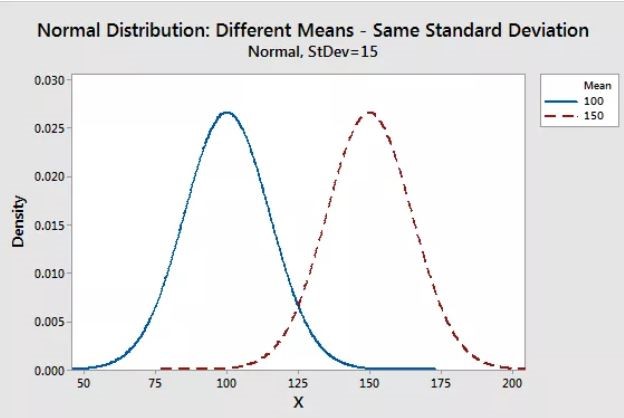 Normal Distribution: Different Means - Same Standard Deviation
Normal, StDev=15
Mean
100
150
Density
0.030
0.025
0.020
0.015
0.010
0.005
0.000
50 75 100 125 150 175 200
X